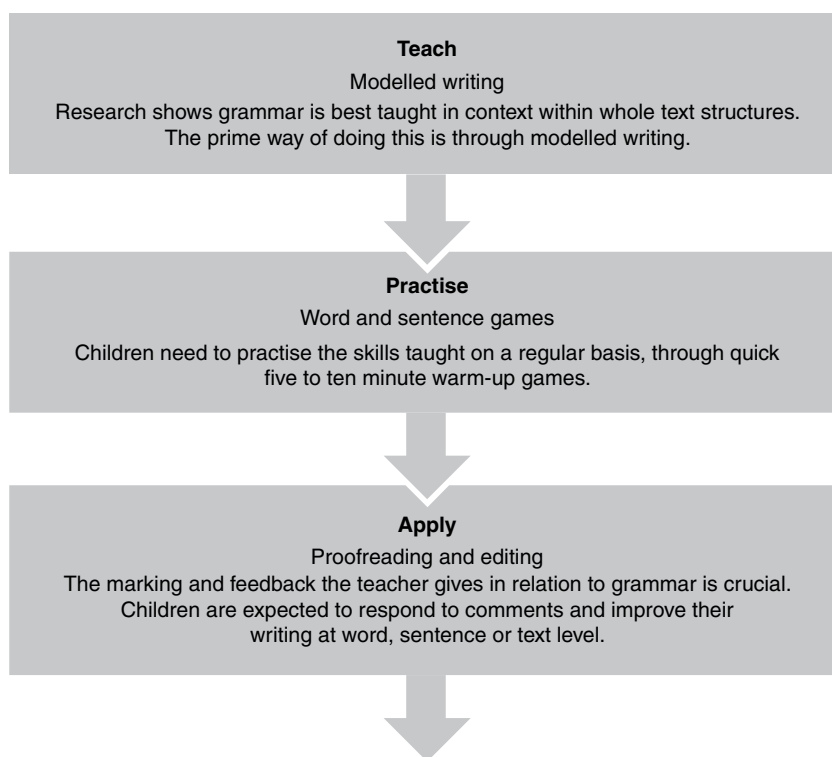 Teach
Modelled writing
Research shows grammar is best taught in context within whole text structures.
The prime way of doing this is through modelled writing.
Practise
Word and sentence games
Children need to practise the skills taught on a regular basis, through quick
five to ten minute warm-up games.
Apply
Proofreading and editing
The marking and feedback the teacher gives in relation to grammar is crucial.
Children are expected to respond to comments and improve their
writing at word, sentence or text level.